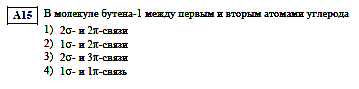 А15 В молекуле бутена-1 между первым и вторым атомами углерода
1) 2σ- и 2π-связи
2) 1σ- и 2π-связи
3) 2σ- и 3π-связи
4) 1σ- и 1π-связь